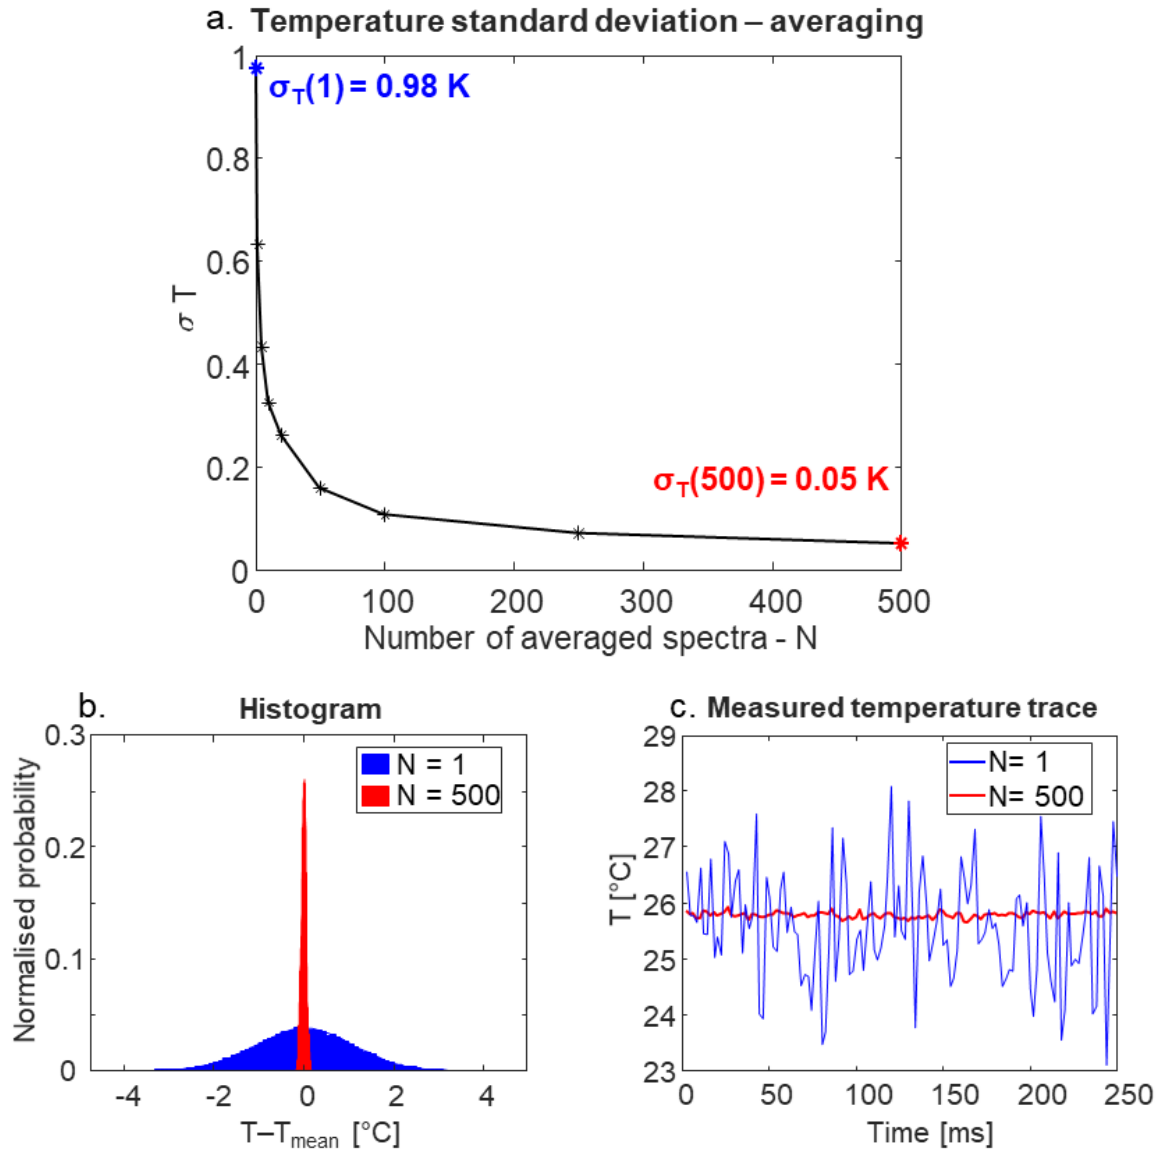 a. Temperature standard deviation – averaging
1
σT(1) = 0.98 K
0.8
0.6
σ T
0.4
0.2
σT(500) = 0.05 K
0
0 100 200 300 400 500
Number of averaged spectra - N
b. Histogram
0.3
N = 1
N = 500
0.2
Normalised probability
0.1
0
-4 -2 0 2 4
T–Tmean [°C]
c. Measured temperature trace
29
N= 1
N= 500
28
27
T [°C]
26
25
24
23
0 50 100 150 200 250
Time [ms]